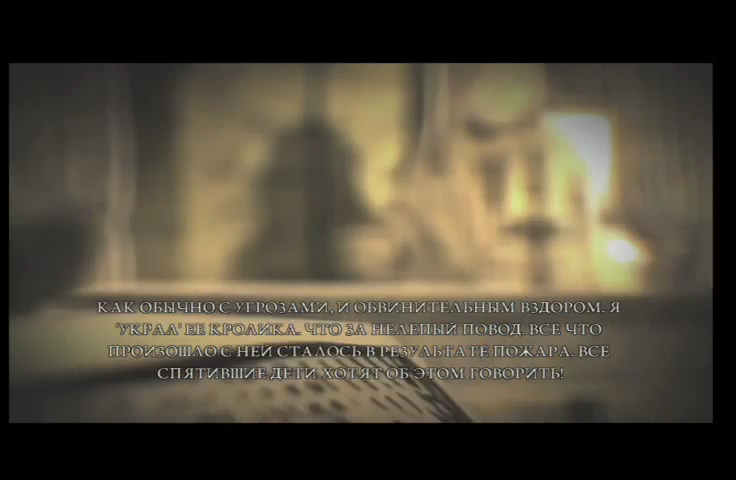 КАК ОБЫЧНО С УГРОЗАМИ, И ОБВИНИТЕЛЬНЫМ ВЗДОРОМ. Я
'УКРАЛ' ЕЕ КРОЛИКА. ЧТО ЗА НЕЛЕПЫЙ ПОВОД. ВСЕ ЧТО
ПРОИЗОШЛО С НЕЙ СТАЛОСЬ В РЕЗУЛЬТАТЕ ПОЖАРА. ВСЕ
СПЯТИВШИЕ ДЕТИ ХОТЯТ ОБ ЭТОМ ГОВОРИТЬ!